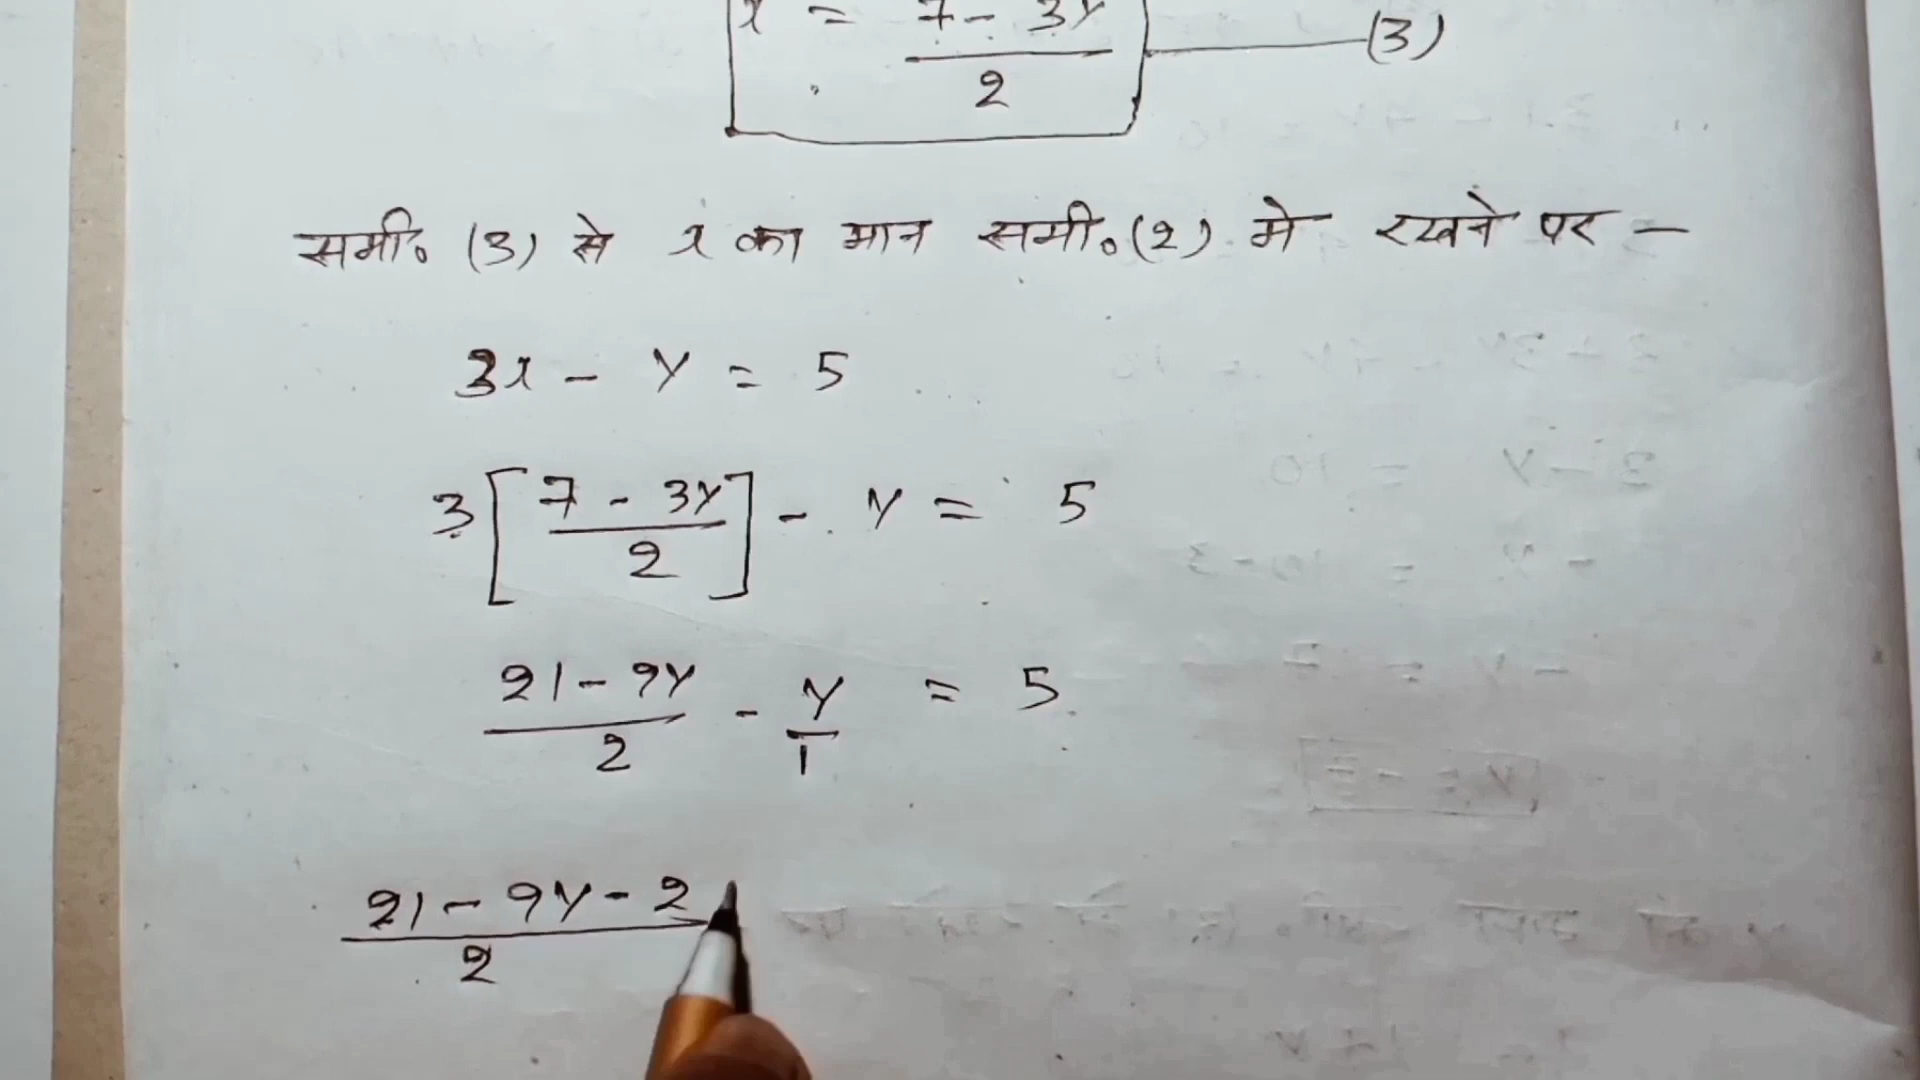 x = 7 - 3y / 2 (3)
समी० (3) से x का मान समी०(2) मे रखने पर –
3x - y = 5
3[7 - 3y / 2] - y = 5
21 - 9y / 2 - y / 1 = 5
21 - 9y - 2 / 2